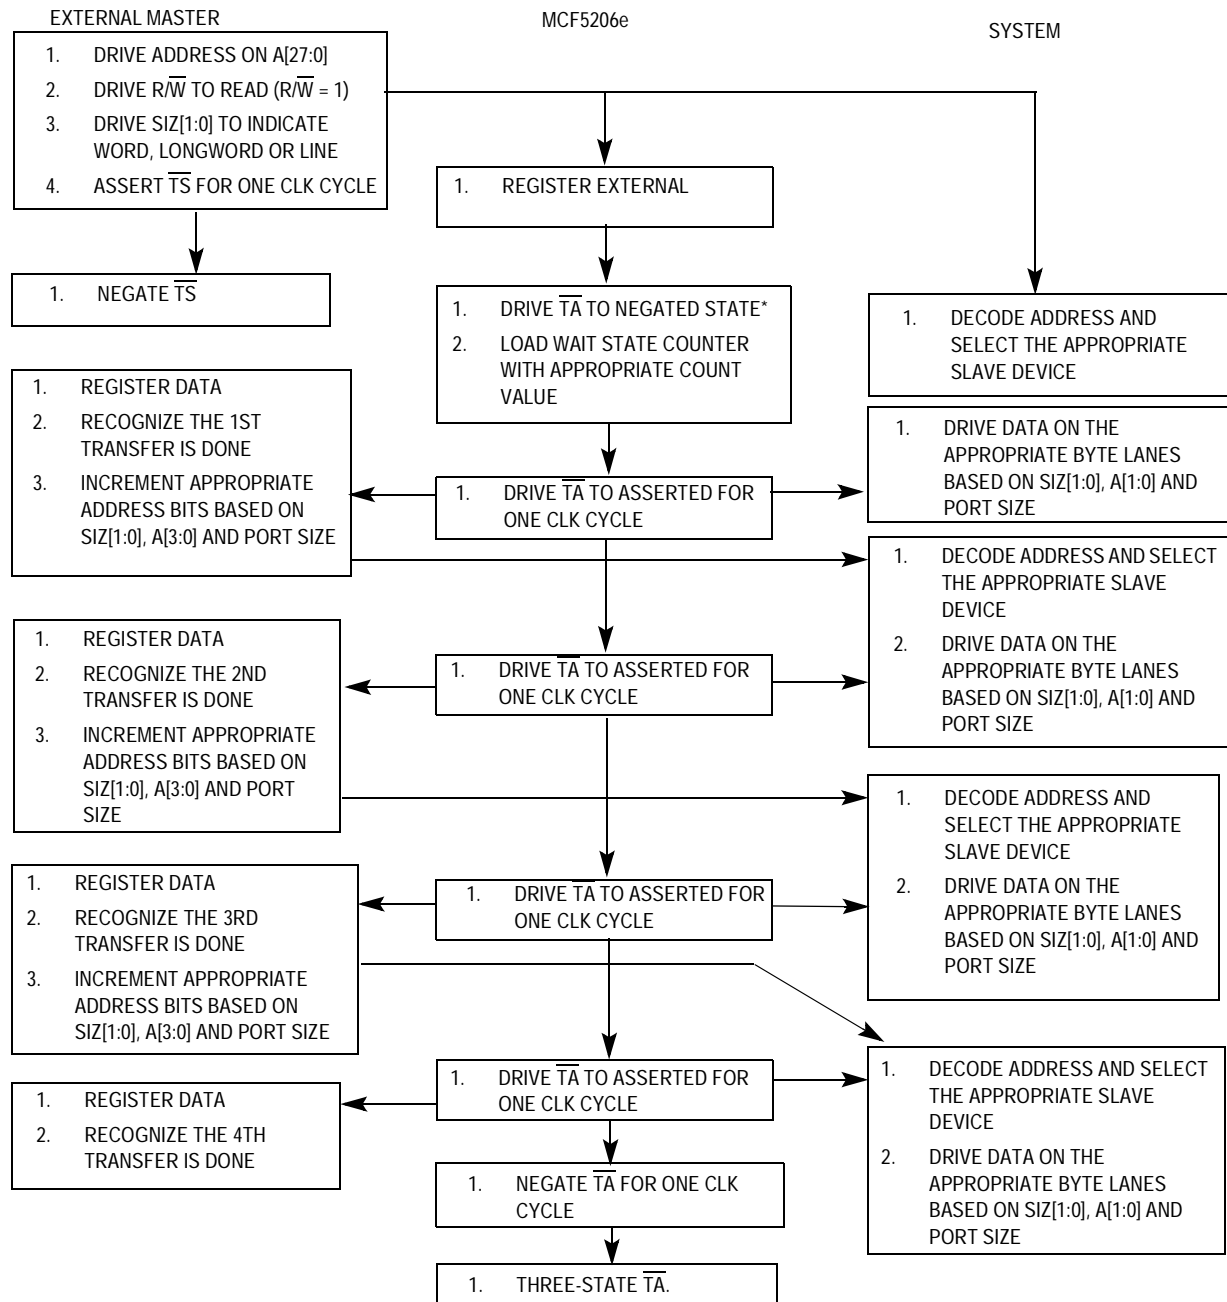 EXTERNAL MASTER
MCF5206e
SYSTEM
1. DRIVE ADDRESS ON A[27:0]
2. DRIVE R/W̅ TO READ (R/W̅ = 1)
3. DRIVE SIZ[1:0] TO INDICATE
WORD, LONGWORD OR LINE
4. ASSERT T̅S̅ FOR ONE CLK CYCLE
1. REGISTER EXTERNAL
1. NEGATE T̅S̅
1. DRIVE T̅A̅ TO NEGATED STATE*
2. LOAD WAIT STATE COUNTER
WITH APPROPRIATE COUNT
VALUE
1. DECODE ADDRESS AND
SELECT THE APPROPRIATE
SLAVE DEVICE
1. REGISTER DATA
2. RECOGNIZE THE 1ST
TRANSFER IS DONE
3. INCREMENT APPROPRIATE
ADDRESS BITS BASED ON
SIZ[1:0], A[3:0] AND PORT SIZE
1. DRIVE T̅A̅ TO ASSERTED FOR
ONE CLK CYCLE
1. DRIVE DATA ON THE
APPROPRIATE BYTE LANES
BASED ON SIZ[1:0], A[1:0] AND
PORT SIZE
1. DECODE ADDRESS AND SELECT
THE APPROPRIATE SLAVE
DEVICE
2. DRIVE DATA ON THE
APPROPRIATE BYTE LANES
BASED ON SIZ[1:0], A[1:0] AND
PORT SIZE
1. REGISTER DATA
2. RECOGNIZE THE 2ND
TRANSFER IS DONE
3. INCREMENT APPROPRIATE
ADDRESS BITS BASED ON
SIZ[1:0], A[3:0] AND PORT
SIZE
1. DRIVE T̅A̅ TO ASSERTED FOR
ONE CLK CYCLE
1. DECODE ADDRESS AND
SELECT THE APPROPRIATE
SLAVE DEVICE
2. DRIVE DATA ON THE
APPROPRIATE BYTE LANES
BASED ON SIZ[1:0], A[1:0] AND
PORT SIZE
1. REGISTER DATA
2. RECOGNIZE THE 3RD
TRANSFER IS DONE
3. INCREMENT APPROPRIATE
ADDRESS BITS BASED ON
SIZ[1:0], A[3:0] AND PORT SIZE
1. DRIVE T̅A̅ TO ASSERTED FOR
ONE CLK CYCLE
1. DRIVE T̅A̅ TO ASSERTED FOR
ONE CLK CYCLE
1. DECODE ADDRESS AND SELECT
THE APPROPRIATE SLAVE
DEVICE
2. DRIVE DATA ON THE
APPROPRIATE BYTE LANES
BASED ON SIZ[1:0], A[1:0] AND
PORT SIZE
1. REGISTER DATA
2. RECOGNIZE THE 4TH
TRANSFER IS DONE
1. NEGATE T̅A̅ FOR ONE CLK
CYCLE
1. THREE-STATE T̅A̅.